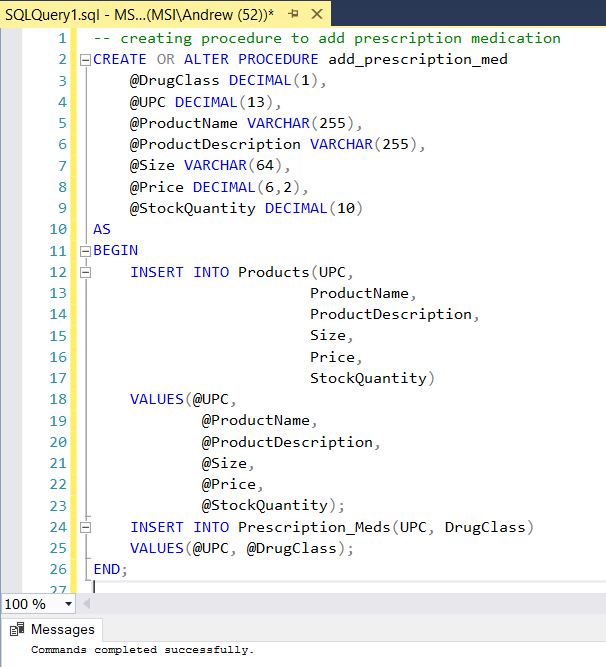 SQLQuery1.sql - MS...(MSI\Andrew (52))*
1 -- creating procedure to add prescription medication
2 CREATE OR ALTER PROCEDURE add_prescription_med
3 @DrugClass DECIMAL(1),
4 @UPC DECIMAL(13),
5 @ProductName VARCHAR(255),
6 @ProductDescription VARCHAR(255),
7 @Size VARCHAR(64),
8 @Price DECIMAL(6,2),
9 @StockQuantity DECIMAL(10)
10 AS
11 BEGIN
12 INSERT INTO Products(UPC,
13 ProductName,
14 ProductDescription,
15 Size,
16 Price,
17 StockQuantity)
18 VALUES(@UPC,
19 @ProductName,
20 @ProductDescription,
21 @Size,
22 @Price,
23 @StockQuantity);
24 INSERT INTO Prescription_Meds(UPC, DrugClass)
25 VALUES(@UPC, @DrugClass);
26 END;
27
100 %
Messages
Commands completed successfully.